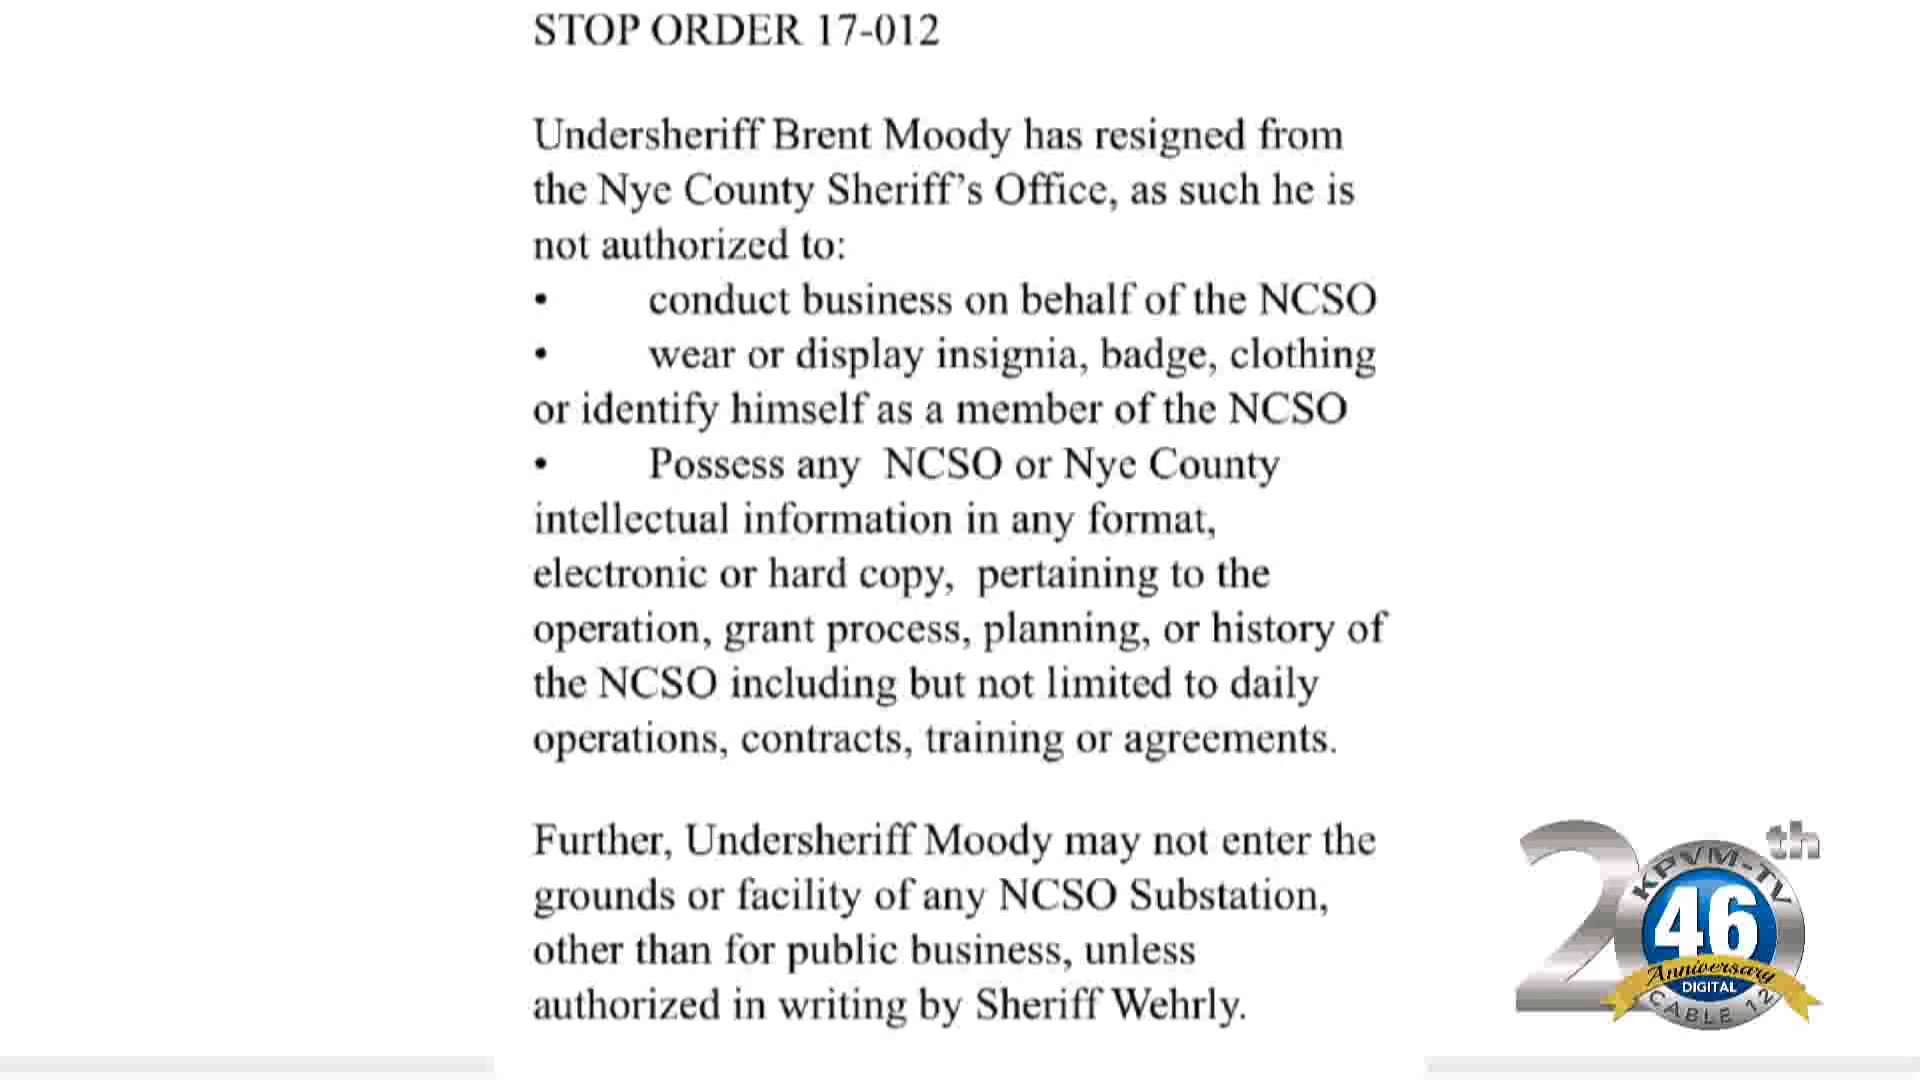 STOP ORDER 17-012
Undersheriff Brent Moody has resigned from
the Nye County Sheriff's Office, as such he is
not authorized to:
• conduct business on behalf of the NCSO
• wear or display insignia, badge, clothing
or identify himself as a member of the NCSO
• Possess any NCSO or Nye County
intellectual information in any format,
electronic or hard copy, pertaining to the
operation, grant process, planning, or history of
the NCSO including but not limited to daily
operations, contracts, training or agreements.
Further, Undersheriff Moody may not enter the
grounds or facility of any NCSO Substation,
other than for public business, unless
authorized in writing by Sheriff Wehrly.
20th
KPVM-TV
46
Anniversary
DIGITAL
CABLE 12